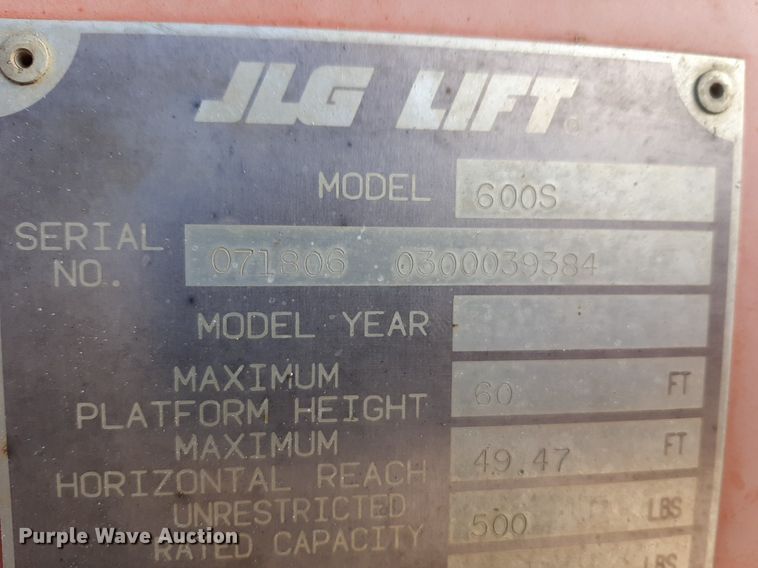 JLG LIFT®
MODEL 600S
SERIAL NO. 071806 0300039384
MODEL YEAR
MAXIMUM PLATFORM HEIGHT 60 FT
MAXIMUM HORIZONTAL REACH 49.47 FT
UNRESTRICTED RATED CAPACITY 500 LBS
LBS
Purple Wave Auction